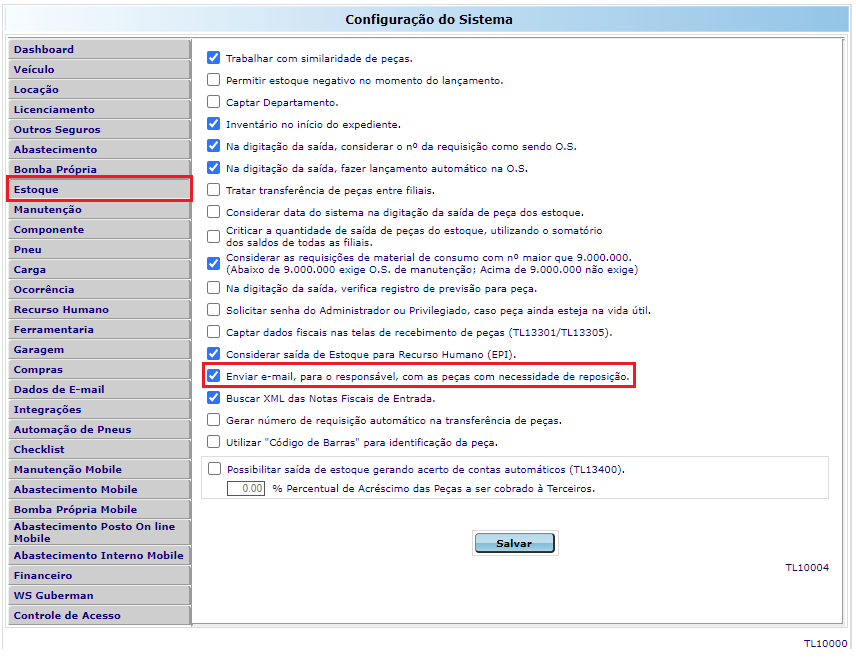 Configuração do Sistema
Dashboard
Veículo
Locação
Licenciamento
Outros Seguros
Abastecimento
Bomba Própria
Estoque
Manutenção
Componente
Pneu
Carga
Ocorrência
Recurso Humano
Ferramentaria
Garagem
Compras
Dados de E-mail
Integrações
Automação de Pneus
Checklist
Manutenção Mobile
Abastecimento Mobile
Bomba Própria Mobile
Abastecimento Posto On line
Mobile
Abastecimento Interno Mobile
Financeiro
WS Guberman
Controle de Acesso
Trabalhar com similaridade de peças.
Permitir estoque negativo no momento do lançamento.
Captar Departamento.
Inventário no início do expediente.
Na digitação da saída, considerar o nº da requisição como sendo O.S.
Na digitação da saída, fazer lançamento automático na O.S.
Tratar transferência de peças entre filiais.
Considerar data do sistema na digitação da saída de peça dos estoque.
Criticar a quantidade de saída de peças do estoque, utilizando o somatório
dos saldos de todas as filiais.
Considerar as requisições de material de consumo com nº maior que 9.000.000.
(Abaixo de 9.000.000 exige O.S. de manutenção; Acima de 9.000.000 não exige)
Na digitação da saída, verifica registro de previsão para peça.
Solicitar senha do Administrador ou Privilegiado, caso peça ainda esteja na vida útil.
Captar dados fiscais nas telas de recebimento de peças (TL13301/TL13305).
Considerar saída de Estoque para Recurso Humano (EPI).
Enviar e-mail, para o responsável, com as peças com necessidade de reposição.
Buscar XML das Notas Fiscais de Entrada.
Gerar número de requisição automático na transferência de peças.
Utilizar "Código de Barras" para identificação da peça.
Possibilitar saída de estoque gerando acerto de contas automáticos (TL13400).
0.00 % Percentual de Acréscimo das Peças a ser cobrado à Terceiros.
Salvar
TL10004
TL10000